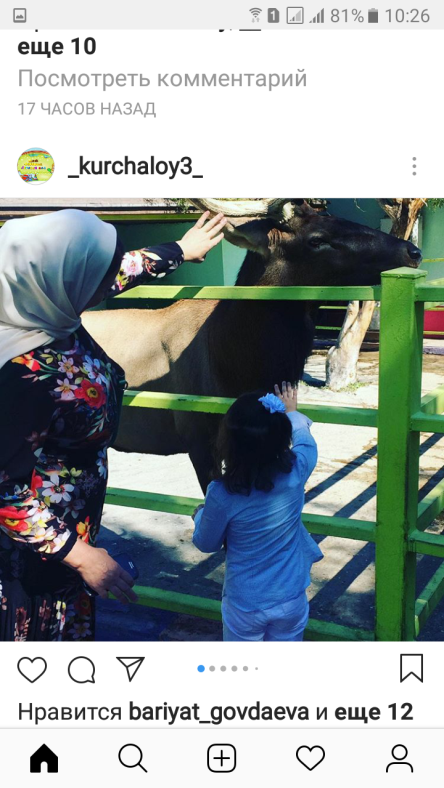 81% 10:26
еще 10
Посмотреть комментарий
17 ЧАСОВ НАЗАД
_kurchaloy3_
Нравится bariyat_govdaeva и еще 12